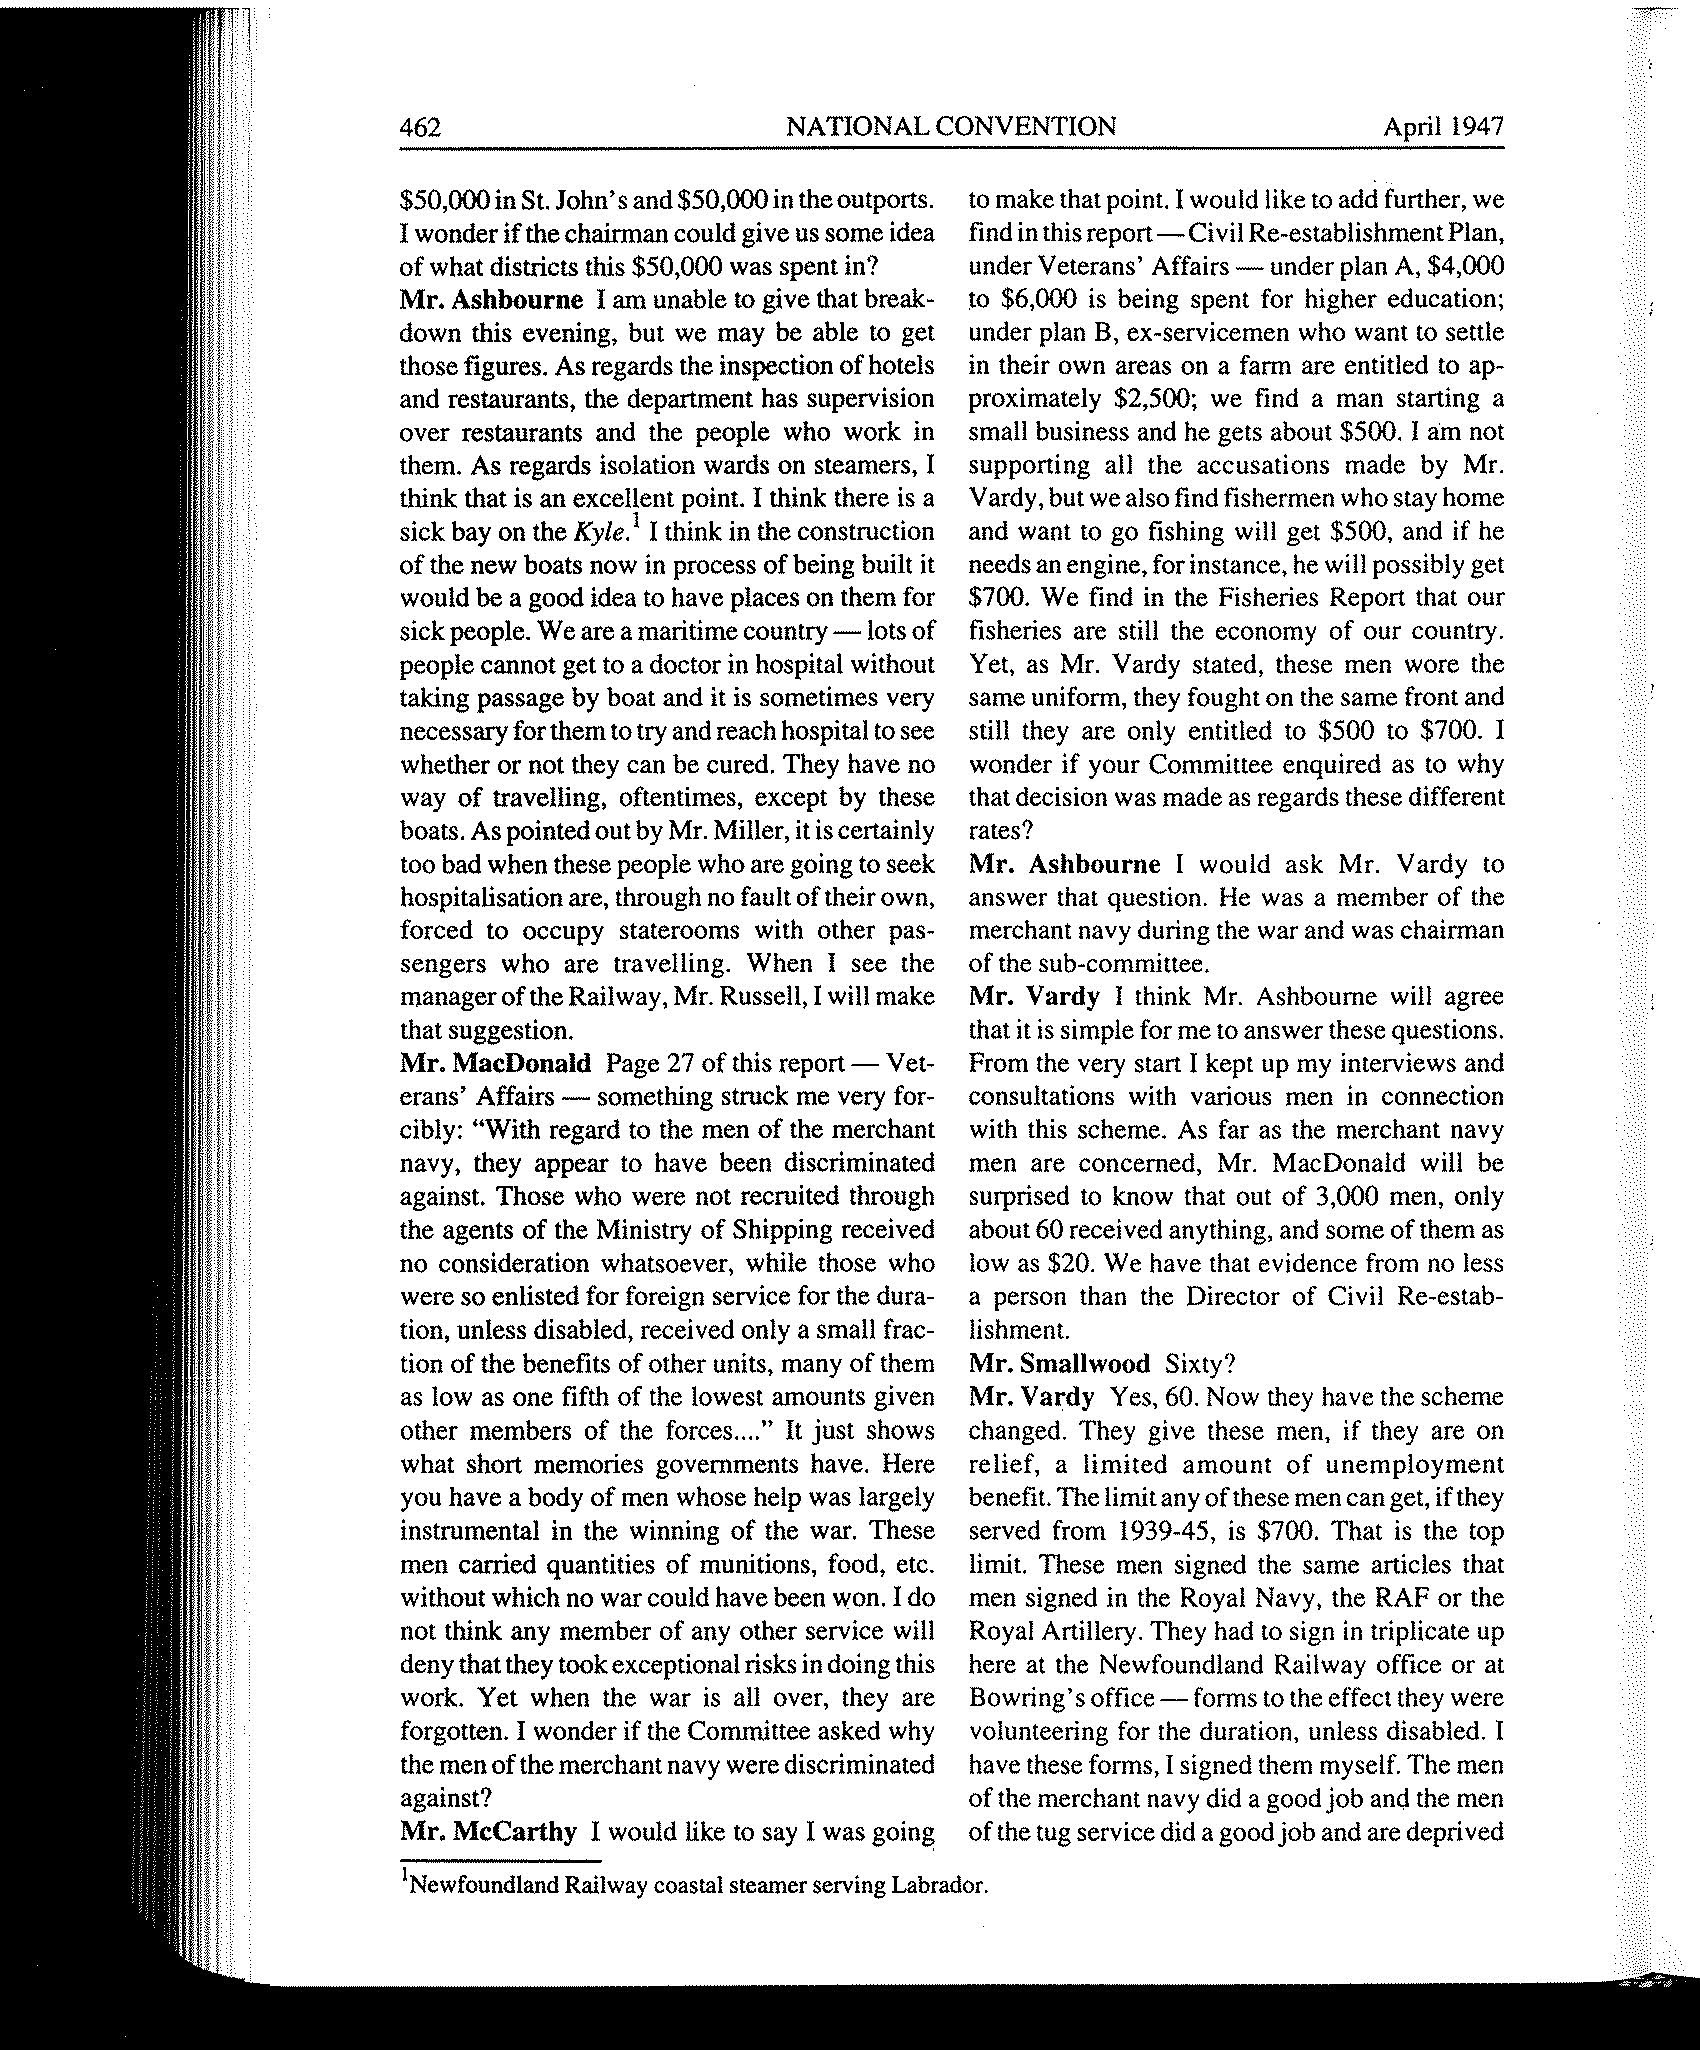 462 NATIONAL CONVENTION April 1947
$50,000 in St. John's and $50,000 in the outports.
I wonder if the chairman could give us some idea
of what districts this $50,000 was spent in?
Mr. Ashbourne I am unable to give that break-
down this evening, but we may be able to get
those figures. As regards the inspection of hotels
and restaurants, the department has supervision
over restaurants and the people who work in
them. As regards isolation wards on steamers, I
think that is an excellent point. I think there is a
sick bay on the Kyle.1 I think in the construction
of the new boats now in process of being built it
would be a good idea to have places on them for
sick people. We are a maritime country — lots of
people cannot get to a doctor in hospital without
taking passage by boat and it is sometimes very
necessary for them to try and reach hospital to see
whether or not they can be cured. They have no
way of travelling, oftentimes, except by these
boats. As pointed out by Mr. Miller, it is certainly
too bad when these people who are going to seek
hospitalisation are, through no fault of their own,
forced to occupy staterooms with other pas-
sengers who are travelling. When I see the
manager of the Railway, Mr. Russell, I will make
that suggestion.
Mr. MacDonald Page 27 of this report — Vet-
erans' Affairs — something struck me very for-
cibly: "With regard to the men of the merchant
navy, they appear to have been discriminated
against. Those who were not recruited through
the agents of the Ministry of Shipping received
no consideration whatsoever, while those who
were so enlisted for foreign service for the dura-
tion, unless disabled, received only a small frac-
tion of the benefits of other units, many of them
as low as one fifth of the lowest amounts given
other members of the forces...." It just shows
what short memories governments have. Here
you have a body of men whose help was largely
instrumental in the winning of the war. These
men carried quantities of munitions, food, etc.
without which no war could have been won. I do
not think any member of any other service will
deny that they took exceptional risks in doing this
work. Yet when the war is all over, they are
forgotten. I wonder if the Committee asked why
the men of the merchant navy were discriminated
against?
Mr. McCarthy I would like to say I was going
to make that point. I would like to add further, we
find in this report — Civil Re-establishment Plan,
under Veterans' Affairs — under plan A, $4,000
to $6,000 is being spent for higher education;
under plan B, ex-servicemen who want to settle
in their own areas on a farm are entitled to ap-
proximately $2,500; we find a man starting a
small business and he gets about $500. I am not
supporting all the accusations made by Mr.
Vardy, but we also find fishermen who stay home
and want to go fishing will get $500, and if he
needs an engine, for instance, he will possibly get
$700. We find in the Fisheries Report that our
fisheries are still the economy of our country.
Yet, as Mr. Vardy stated, these men wore the
same uniform, they fought on the same front and
still they are only entitled to $500 to $700. I
wonder if your Committee enquired as to why
that decision was made as regards these different
rates?
Mr. Ashbourne I would ask Mr. Vardy to
answer that question. He was a member of the
merchant navy during the war and was chairman
of the sub-committee.
Mr. Vardy I think Mr. Ashbourne will agree
that it is simple for me to answer these questions.
From the very start I kept up my interviews and
consultations with various men in connection
with this scheme. As far as the merchant navy
men are concerned, Mr. MacDonald will be
surprised to know that out of 3,000 men, only
about 60 received anything, and some of them as
low as $20. We have that evidence from no less
a person than the Director of Civil Re-estab-
lishment.
Mr. Smallwood Sixty?
Mr. Vardy Yes, 60. Now they have the scheme
changed. They give these men, if they are on
relief, a limited amount of unemployment
benefit. The limit any of these men can get, if they
served from 1939-45, is $700. That is the top
limit. These men signed the same articles that
men signed in the Royal Navy, the RAF or the
Royal Artillery. They had to sign in triplicate up
here at the Newfoundland Railway office or at
Bowring's office — forms to the effect they were
volunteering for the duration, unless disabled. I
have these forms, I signed them myself. The men
of the merchant navy did a good job and the men
of the tug service did a good job and are deprived
1Newfoundland Railway coastal steamer serving Labrador.